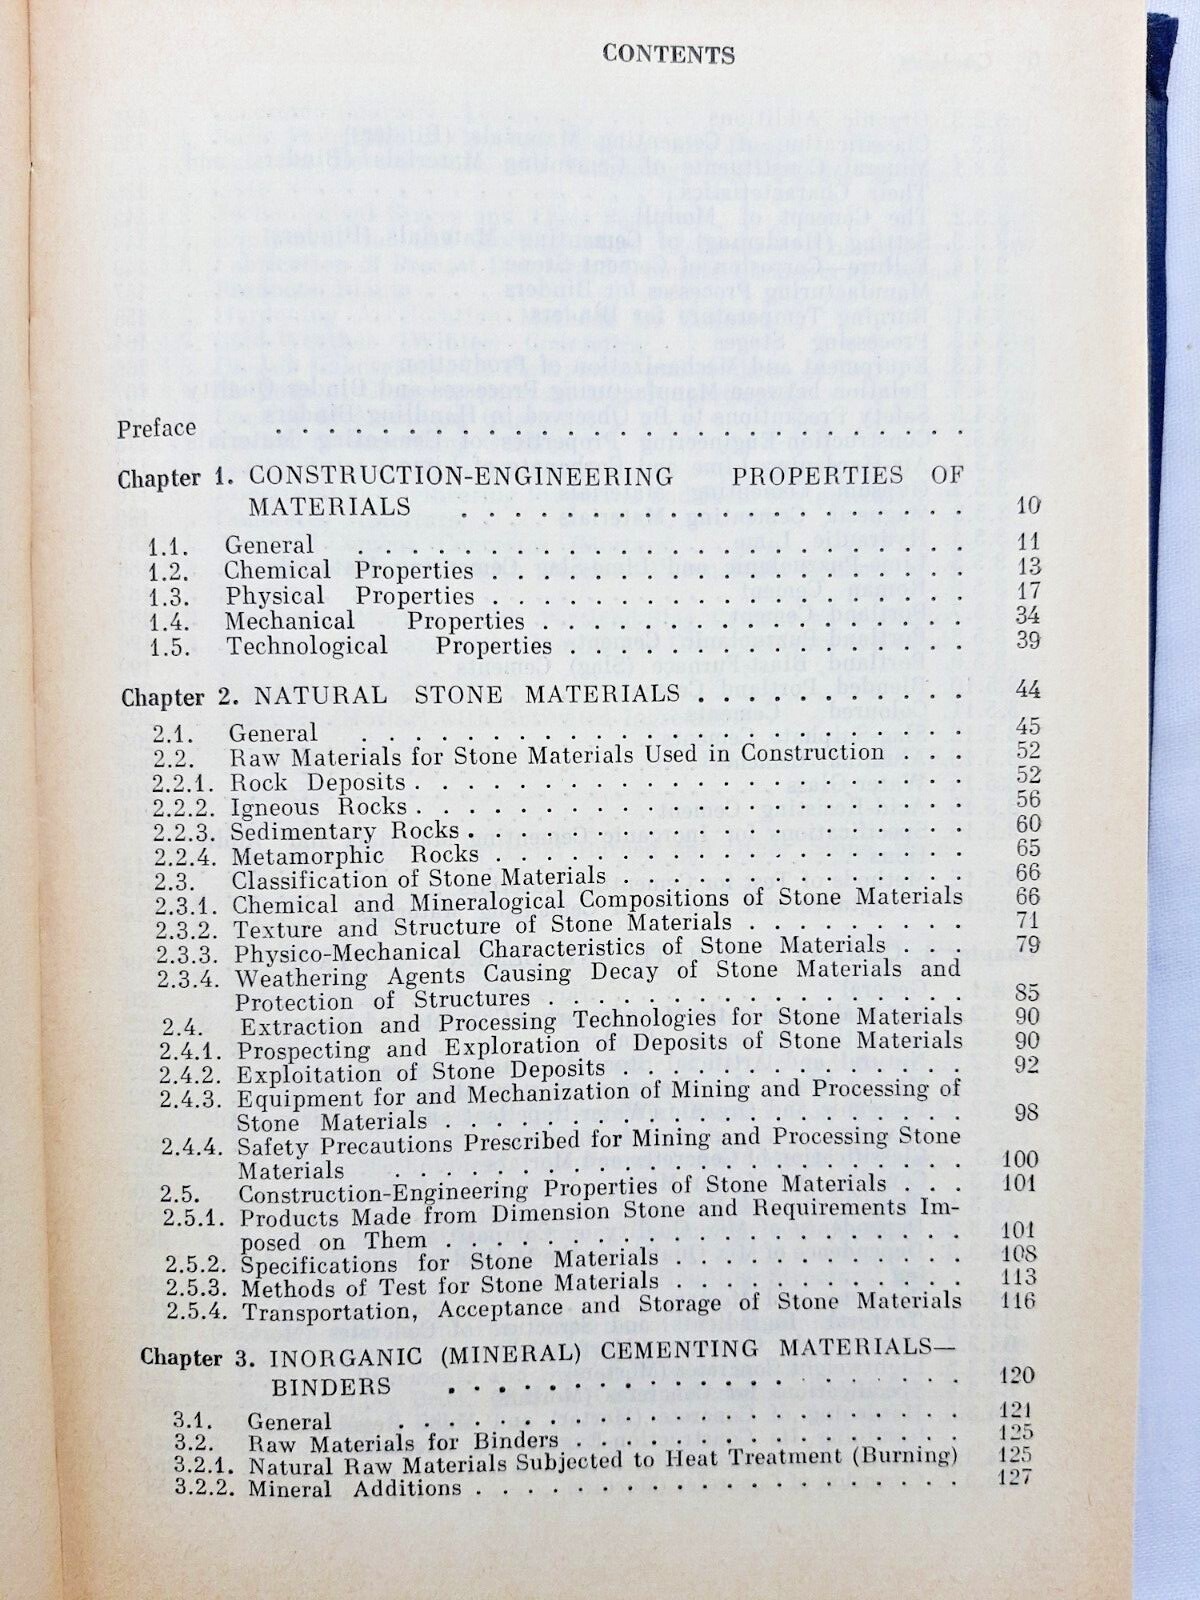 CONTENTS
Preface . . . . . . . . . . . . . . . . . . . . . . . . . . .
Chapter 1. CONSTRUCTION-ENGINEERING PROPERTIES OF
MATERIALS . . . . . . . . . . . . . . . . . . . 10
1.1. General . . . . . . . . . . . . . . . . . . . . . . . 11
1.2. Chemical Properties . . . . . . . . . . . . . . . . . . 13
1.3. Physical Properties . . . . . . . . . . . . . . . . . . 17
1.4. Mechanical Properties . . . . . . . . . . . . . . . . 34
1.5. Technological Properties . . . . . . . . . . . . . . . 39
Chapter 2. NATURAL STONE MATERIALS . . . . . . . . . . . 44
2.1. General . . . . . . . . . . . . . . . . . . . . . . . 45
2.2. Raw Materials for Stone Materials Used in Construction . . . 52
2.2.1. Rock Deposits . . . . . . . . . . . . . . . . . . . . . 52
2.2.2. Igneous Rocks . . . . . . . . . . . . . . . . . . . . . 56
2.2.3. Sedimentary Rocks . . . . . . . . . . . . . . . . . . . 60
2.2.4. Metamorphic Rocks . . . . . . . . . . . . . . . . . . 65
2.3. Classification of Stone Materials . . . . . . . . . . . . . 66
2.3.1. Chemical and Mineralogical Compositions of Stone Materials 66
2.3.2. Texture and Structure of Stone Materials . . . . . . . . . 71
2.3.3. Physico-Mechanical Characteristics of Stone Materials . . . 79
2.3.4. Weathering Agents Causing Decay of Stone Materials and
Protection of Structures . . . . . . . . . . . . . . . . 85
2.4. Extraction and Processing Technologies for Stone Materials 90
2.4.1. Prospecting and Exploration of Deposits of Stone Materials 90
2.4.2. Exploitation of Stone Deposits . . . . . . . . . . . . . 92
2.4.3. Equipment for and Mechanization of Mining and Processing of
Stone Materials . . . . . . . . . . . . . . . . . . . . 98
2.4.4. Safety Precautions Prescribed for Mining and Processing Stone
Materials . . . . . . . . . . . . . . . . . . . . . . 100
2.5. Construction-Engineering Properties of Stone Materials . . . 101
2.5.1. Products Made from Dimension Stone and Requirements Im-
posed on Them . . . . . . . . . . . . . . . . . . . . 101
2.5.2. Specifications for Stone Materials . . . . . . . . . . . . 108
2.5.3. Methods of Test for Stone Materials . . . . . . . . . . . 113
2.5.4. Transportation, Acceptance and Storage of Stone Materials 116
Chapter 3. INORGANIC (MINERAL) CEMENTING MATERIALS—
BINDERS . . . . . . . . . . . . . . . . . . . . 120
3.1. General . . . . . . . . . . . . . . . . . . . . . 121
3.2. Raw Materials for Binders . . . . . . . . . . . . . . . 125
3.2.1. Natural Raw Materials Subjected to Heat Treatment (Burning) 125
3.2.2. Mineral Additions . . . . . . . . . . . . . . . . . . . 127